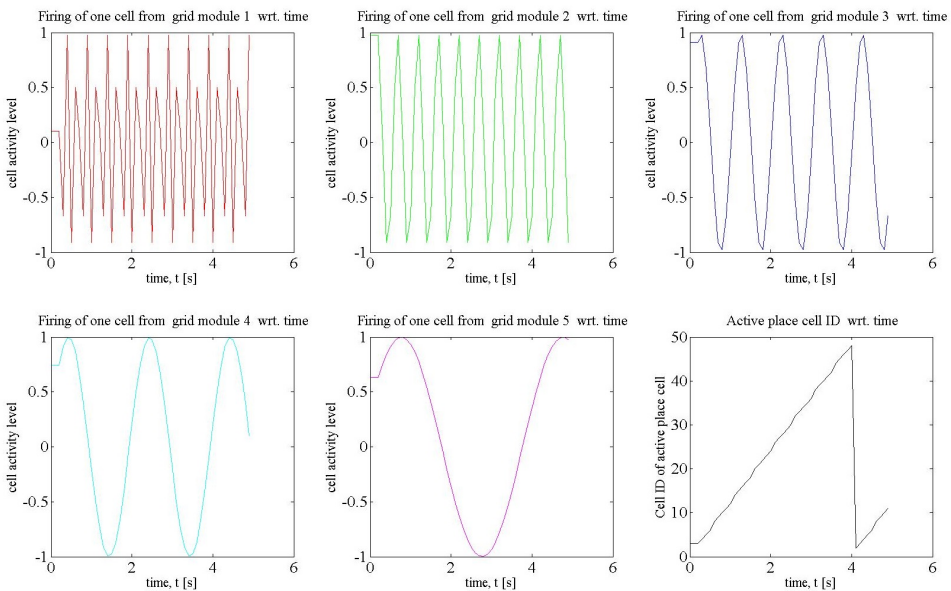 Firing of one cell from grid module 1 wrt. time
Firing of one cell from grid module 2 wrt. time
Firing of one cell from grid module 3 wrt. time
1
0.5
0
-0.5
-1
cell activity level
0 2 4 6
time, t [s]
1
0.5
0
-0.5
-1
cell activity level
0 2 4 6
time, t [s]
1
0.5
0
-0.5
-1
cell activity level
0 2 4 6
time, t [s]
Firing of one cell from grid module 4 wrt. time
Firing of one cell from grid module 5 wrt. time
Active place cell ID wrt. time
1
0.5
0
-0.5
-1
cell activity level
0 2 4 6
time, t [s]
1
0.5
0
-0.5
-1
cell activity level
0 2 4 6
time, t [s]
50
40
30
20
10
0
Cell ID of active place cell
0 2 4 6
time, t [s]